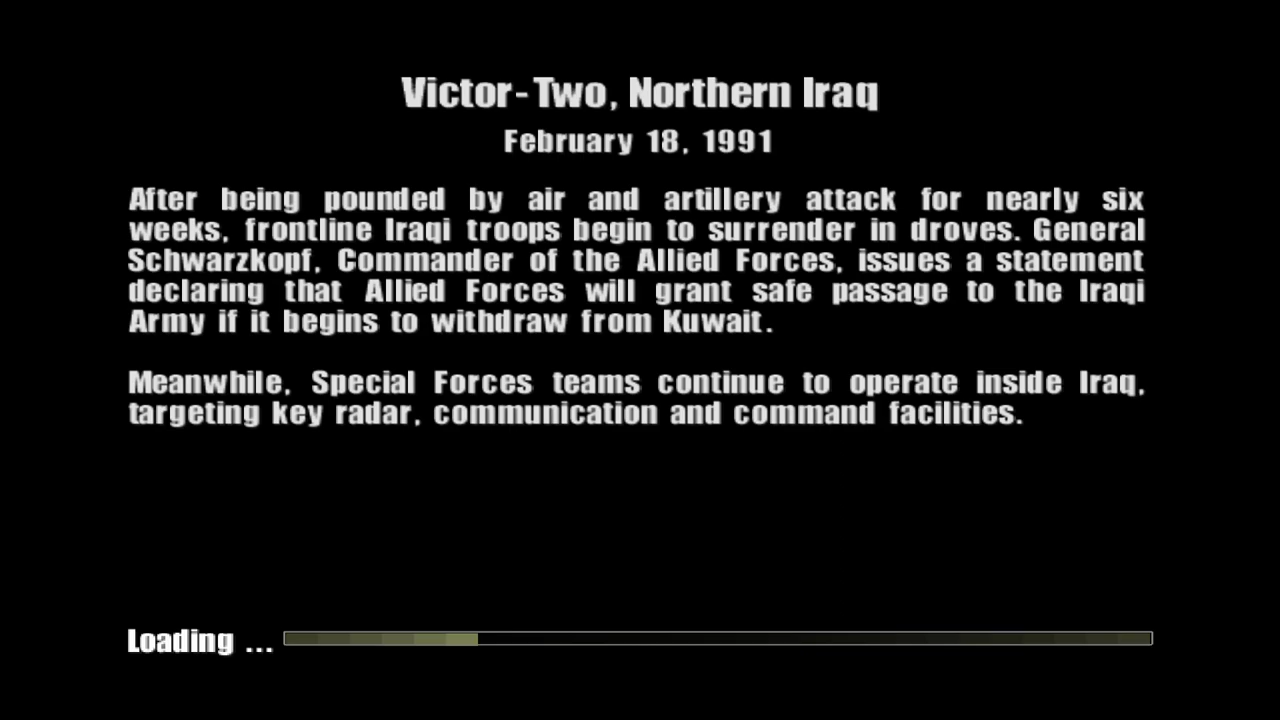 Victor-Two, Northern Iraq
February 18, 1991
After being pounded by air and artillery attack for nearly six
weeks, frontline Iraqi troops begin to surrender in droves. General
Schwarzkopf, Commander of the Allied Forces, issues a statement
declaring that Allied Forces will grant safe passage to the Iraqi
Army if it begins to withdraw from Kuwait.
Meanwhile, Special Forces teams continue to operate inside Iraq,
targeting key radar, communication and command facilities.
Loading ...